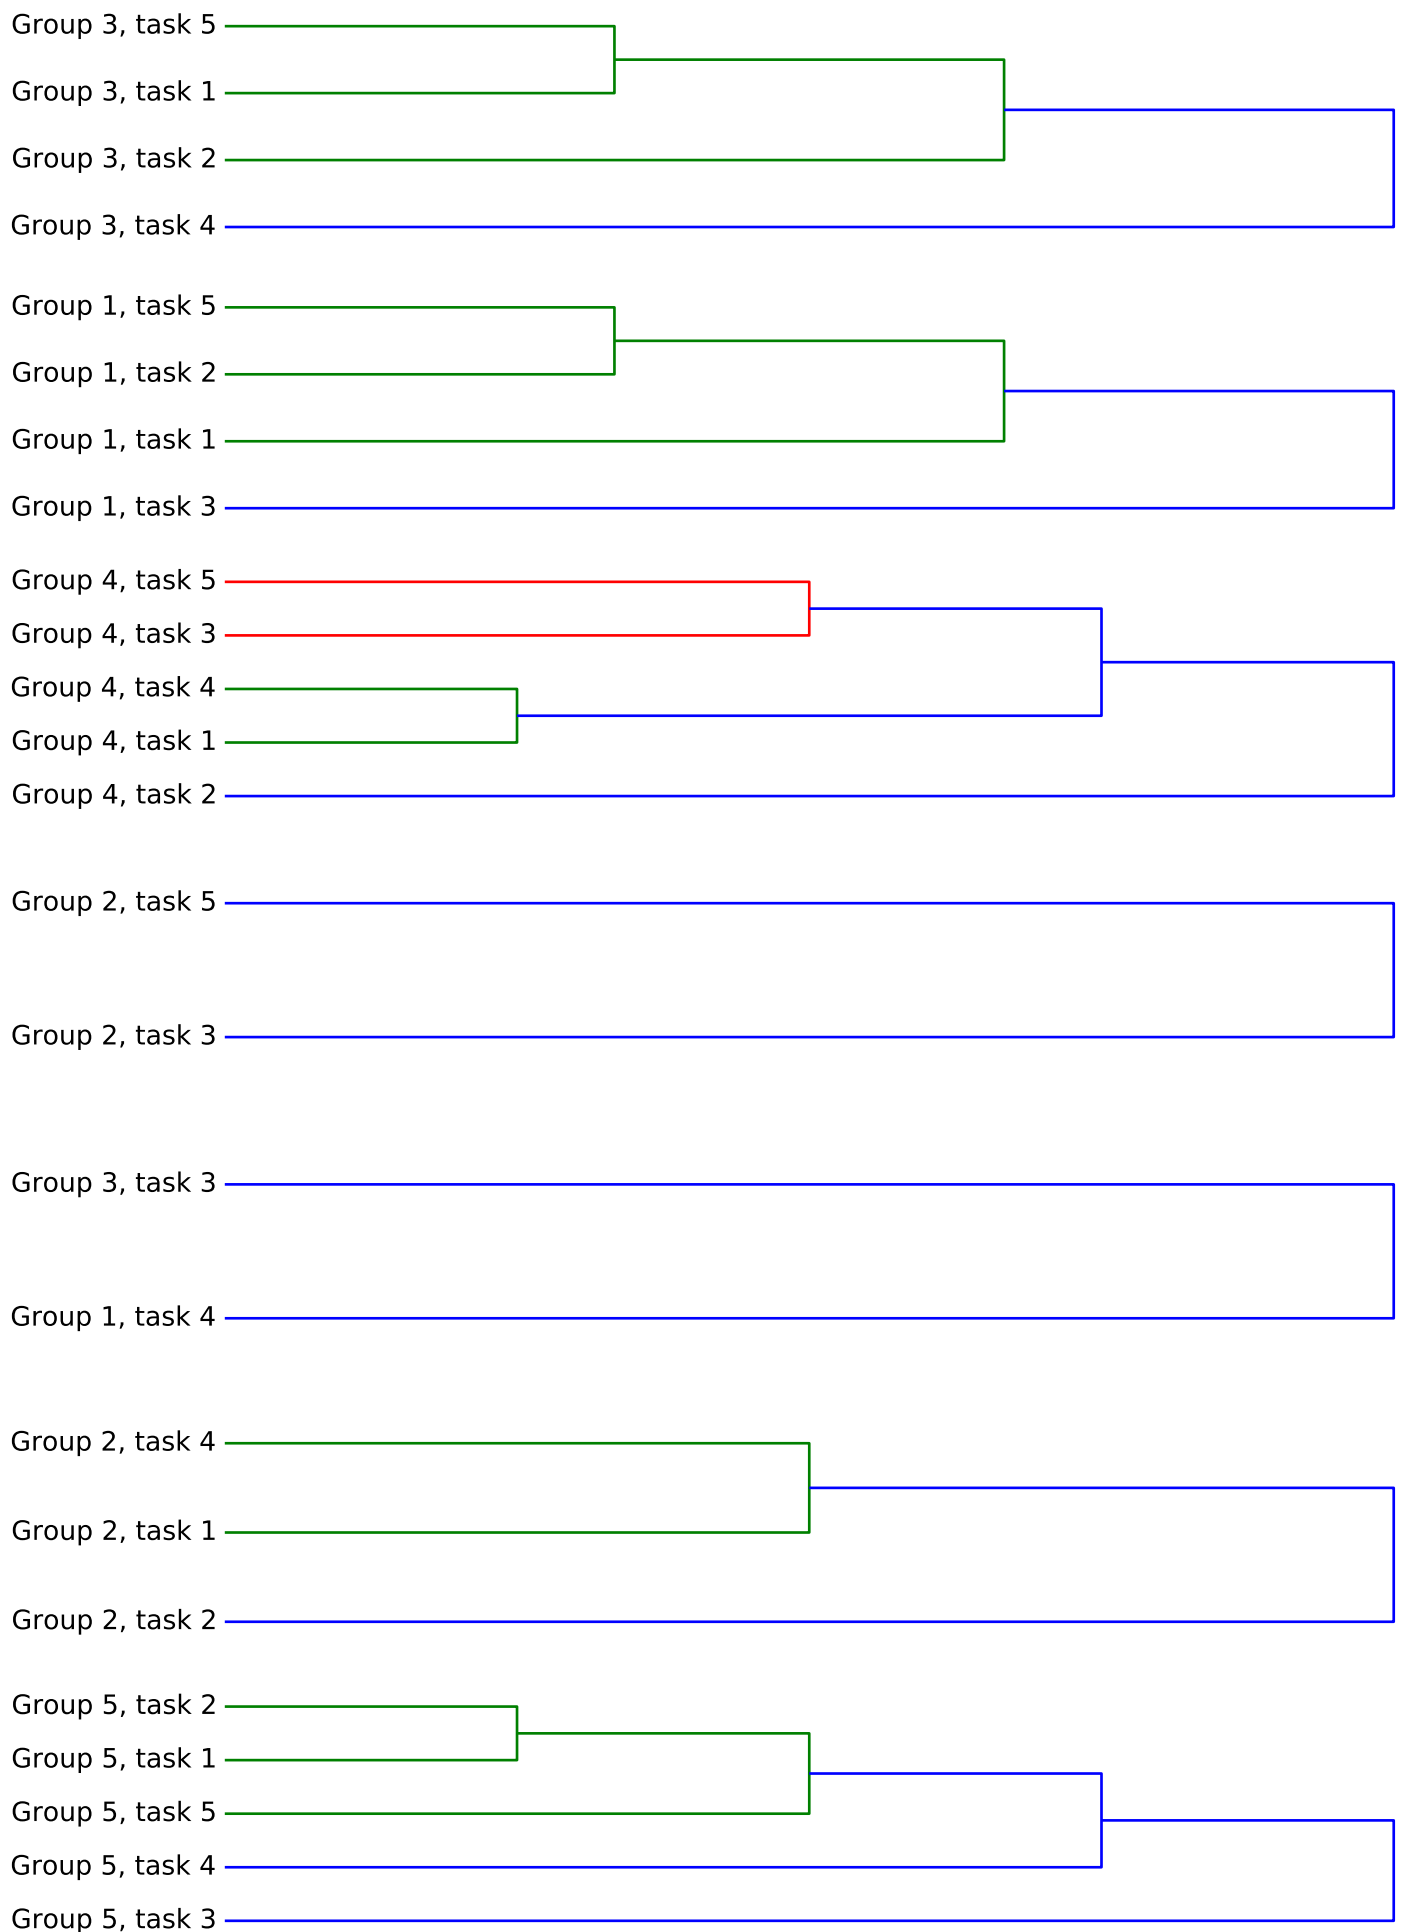 Group 3, task 5
Group 3, task 1
Group 3, task 2
Group 3, task 4
Group 1, task 5
Group 1, task 2
Group 1, task 1
Group 1, task 3
Group 4, task 5
Group 4, task 3
Group 4, task 4
Group 4, task 1
Group 4, task 2
Group 2, task 5
Group 2, task 3
Group 3, task 3
Group 1, task 4
Group 2, task 4
Group 2, task 1
Group 2, task 2
Group 5, task 2
Group 5, task 1
Group 5, task 5
Group 5, task 4
Group 5, task 3